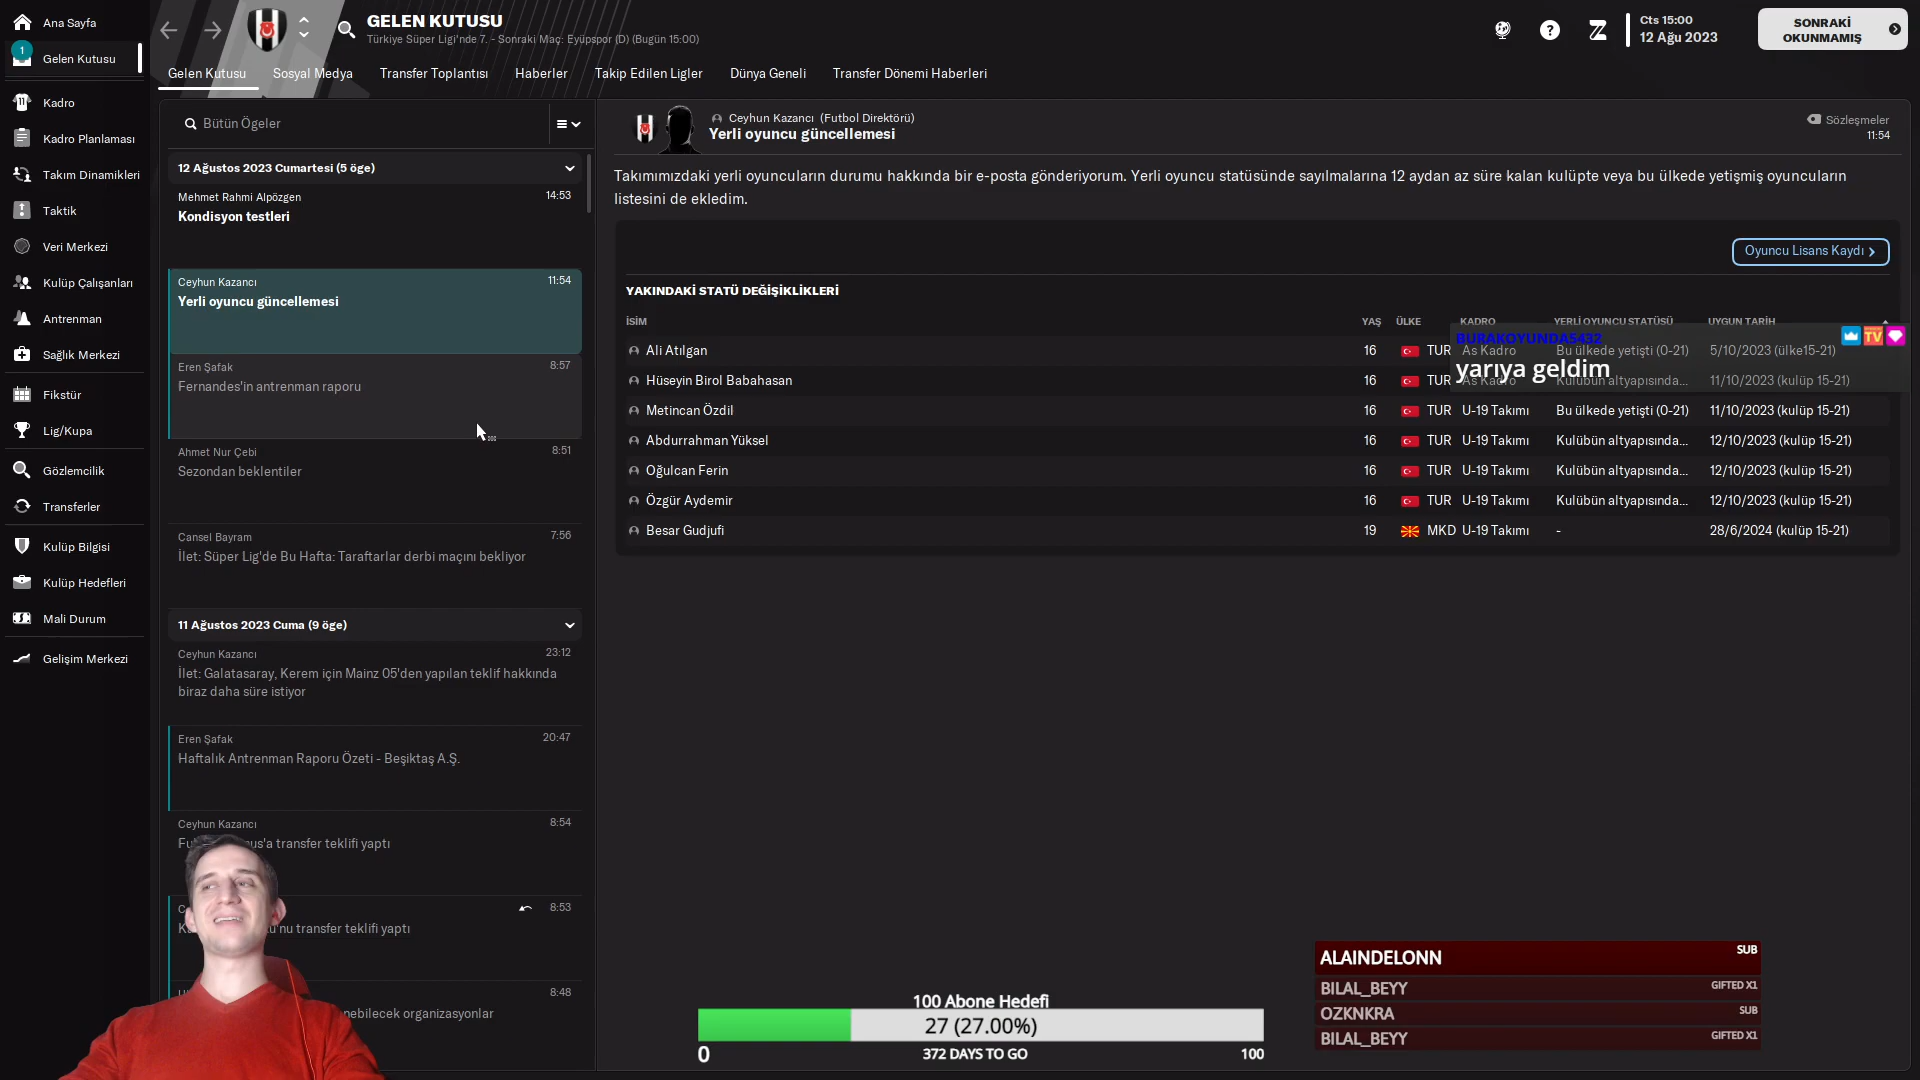 Ana Sayfa
1
Gelen Kutusu
Kadro
Kadro Planlaması
Takım Dinamikleri
Taktik
Veri Merkezi
Kulüp Çalışanları
Antrenman
Sağlık Merkezi
Fikstür
Lig/Kupa
Gözlemcilik
Transferler
Kulüp Bilgisi
Kulüp Hedefleri
Mali Durum
Gelişim Merkezi
GELEN KUTUSU
Türkiye Süper Ligi'nde 7. - Sonraki Maç: Eyüpspor (D) (Bugün 15:00)
Cts 15:00
12 Ağu 2023
SONRAKİ
OKUNMAMIŞ
Gelen Kutusu Sosyal Medya Transfer Toplantısı Haberler Takip Edilen Ligler Dünya Geneli Transfer Dönemi Haberleri
Bütün Ögeler
12 Ağustos 2023 Cumartesi (5 öge)
Mehmet Rahmi Alpözgen 14:53
Kondisyon testleri
Ceyhun Kazancı 11:54
Yerli oyuncu güncellemesi
Eren Şafak 8:57
Fernandes'in antrenman raporu
Ahmet Nur Çebi 8:51
Sezondan beklentiler
Cansel Bayram 7:56
İlet: Süper Lig'de Bu Hafta: Taraftarlar derbi maçını bekliyor
11 Ağustos 2023 Cuma (9 öge)
Ceyhun Kazancı 23:12
İlet: Galatasaray, Kerem için Mainz 05'den yapılan teklif hakkında
biraz daha süre istiyor
Eren Şafak 20:47
Haftalık Antrenman Raporu Özeti - Beşiktaş A.Ş.
Ceyhun Kazancı 8:54
transfer teklifi yaptı
8:53
transfer teklifi yaptı
8:48
organizasyonlar
Ceyhun Kazancı (Futbol Direktörü)
Yerli oyuncu güncellemesi
Sözleşmeler
11:54
Takımımızdaki yerli oyuncuların durumu hakkında bir e-posta gönderiyorum. Yerli oyuncu statüsünde sayılmalarına 12 aydan az süre kalan kulüpte veya bu ülkede yetişmiş oyuncuların
listesini de ekledim.
Oyuncu Lisans Kaydı
YAKINDAKİ STATÜ DEĞİŞİKLİKLERİ
İSİM YAŞ ÜLKE KADRO YERLİ OYUNCU STATÜSÜ UYGUN TARİH
BURAKOYUNDA5432 TV
Ali Atılgan 16 TUR As Kadro Bu ülkede yetişti (0-21) 5/10/2023 (ülke15-21)
yarıya geldim
Hüseyin Birol Babahasan 16 TUR As Kadro Kulübün altyapısında... 11/10/2023 (kulüp 15-21)
Metincan Özdil 16 TUR U-19 Takımı Bu ülkede yetişti (0-21) 11/10/2023 (kulüp 15-21)
Abdurrahman Yüksel 16 TUR U-19 Takımı Kulübün altyapısında... 12/10/2023 (kulüp 15-21)
Oğulcan Ferin 16 TUR U-19 Takımı Kulübün altyapısında... 12/10/2023 (kulüp 15-21)
Özgür Aydemir 16 TUR U-19 Takımı Kulübün altyapısında... 12/10/2023 (kulüp 15-21)
Besar Gudjufi 19 MKD U-19 Takımı - 28/6/2024 (kulüp 15-21)
100 Abone Hedefi
27 (27.00%)
0 372 DAYS TO GO 100
ALAINDELONN SUB
BILAL_BEYY GIFTED X1
OZKNKRA SUB
BILAL_BEYY GIFTED X1